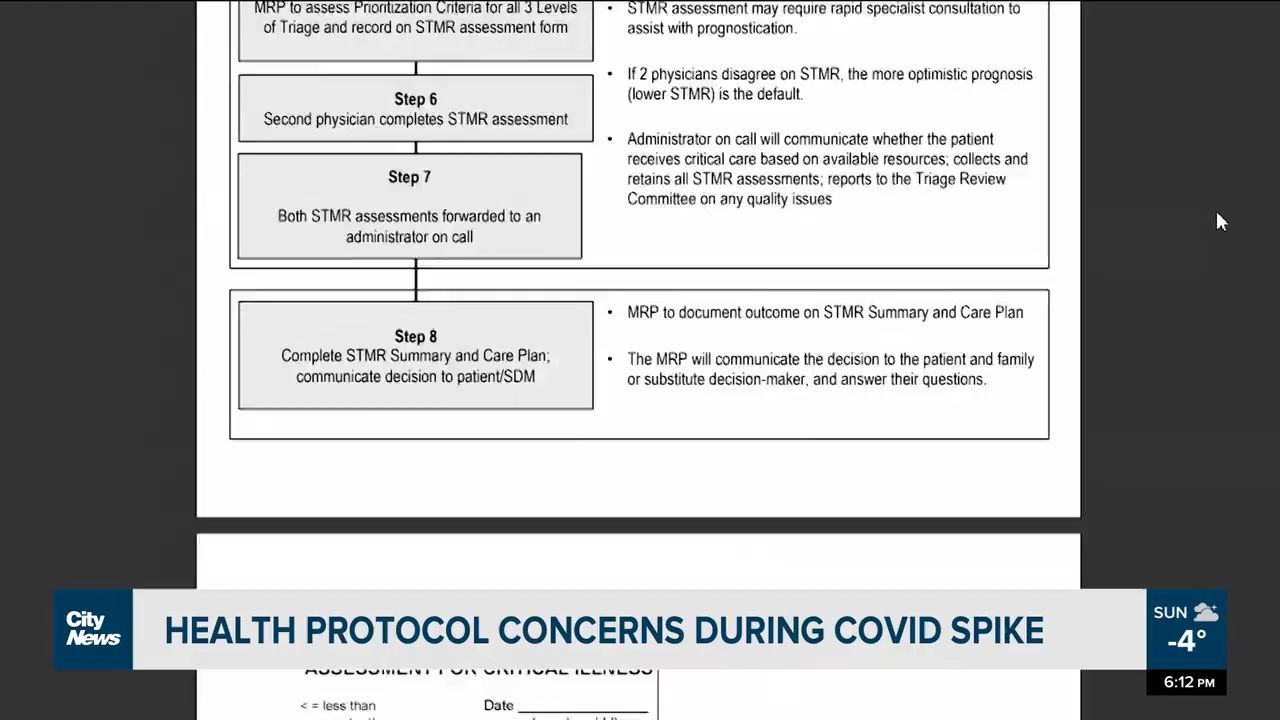 MRP to assess Prioritization Criteria for all 3 Levels
of Triage and record on STMR assessment form
• STMR assessment may require rapid specialist consultation to
assist with prognostication.
• If 2 physicians disagree on STMR, the more optimistic prognosis
(lower STMR) is the default.
Step 6
Second physician completes STMR assessment
• Administrator on call will communicate whether the patient
receives critical care based on available resources; collects and
retains all STMR assessments; reports to the Triage Review
Committee on any quality issues
Step 7
Both STMR assessments forwarded to an
administrator on call
Step 8
Complete STMR Summary and Care Plan;
communicate decision to patient/SDM
• MRP to document outcome on STMR Summary and Care Plan
• The MRP will communicate the decision to the patient and family
or substitute decision-maker, and answer their questions.
City
News
HEALTH PROTOCOL CONCERNS DURING COVID SPIKE
SUN
-4°
6:12 PM
ASSESSMENT FOR CRITICAL ILLNESS
< = less than
Date